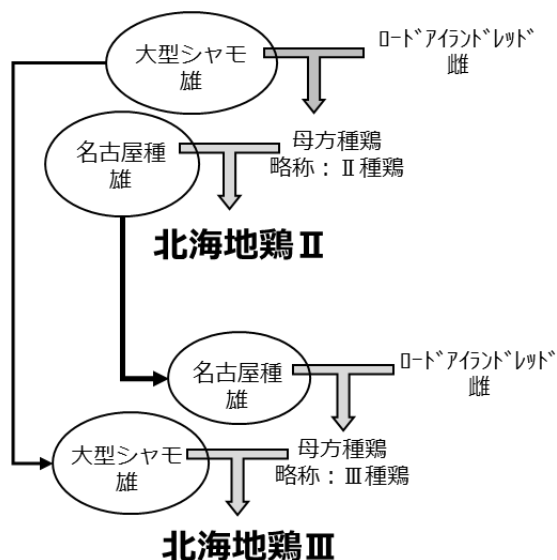 大型シャモ
雄
ﾛｰﾄﾞｱｲﾗﾝﾄﾞﾚｯﾄﾞ
雌
名古屋種
雄
母方種鶏
略称：Ⅱ種鶏
北海地鶏Ⅱ
名古屋種
雄
ﾛｰﾄﾞｱｲﾗﾝﾄﾞﾚｯﾄﾞ
雌
大型シャモ
雄
母方種鶏
略称：Ⅲ種鶏
北海地鶏Ⅲ